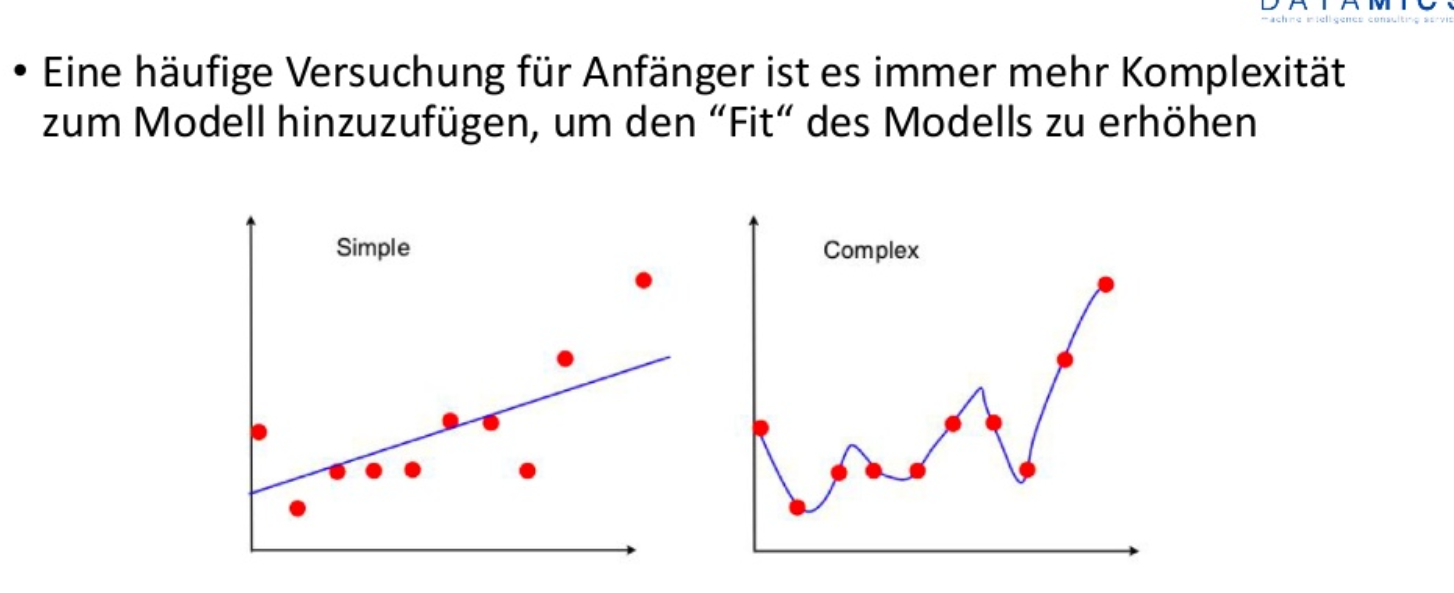 DATAMICS
machine intelligence consulting servic
• Eine häufige Versuchung für Anfänger ist es immer mehr Komplexität
zum Modell hinzuzufügen, um den “Fit“ des Modells zu erhöhen
Simple
Complex